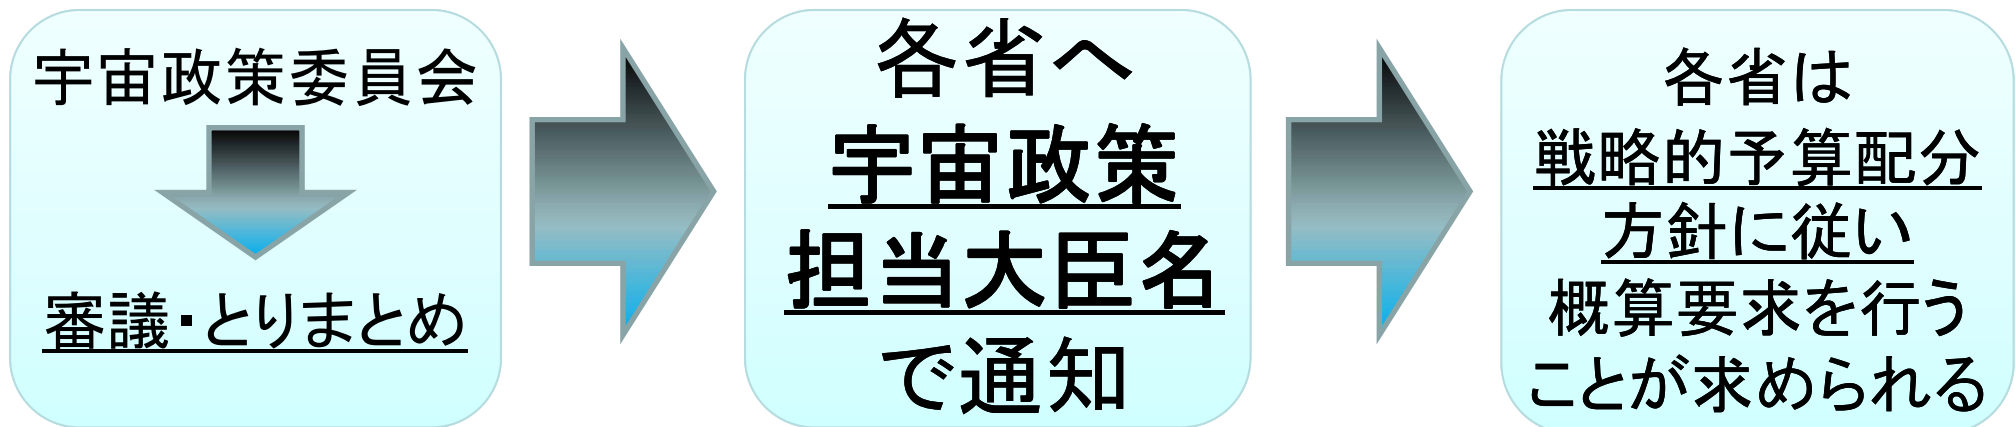 宇宙政策委員会
審議・とりまとめ
各省へ
宇宙政策
担当大臣名
で通知
各省は
戦略的予算配分
方針に従い
概算要求を行う
ことが求められる